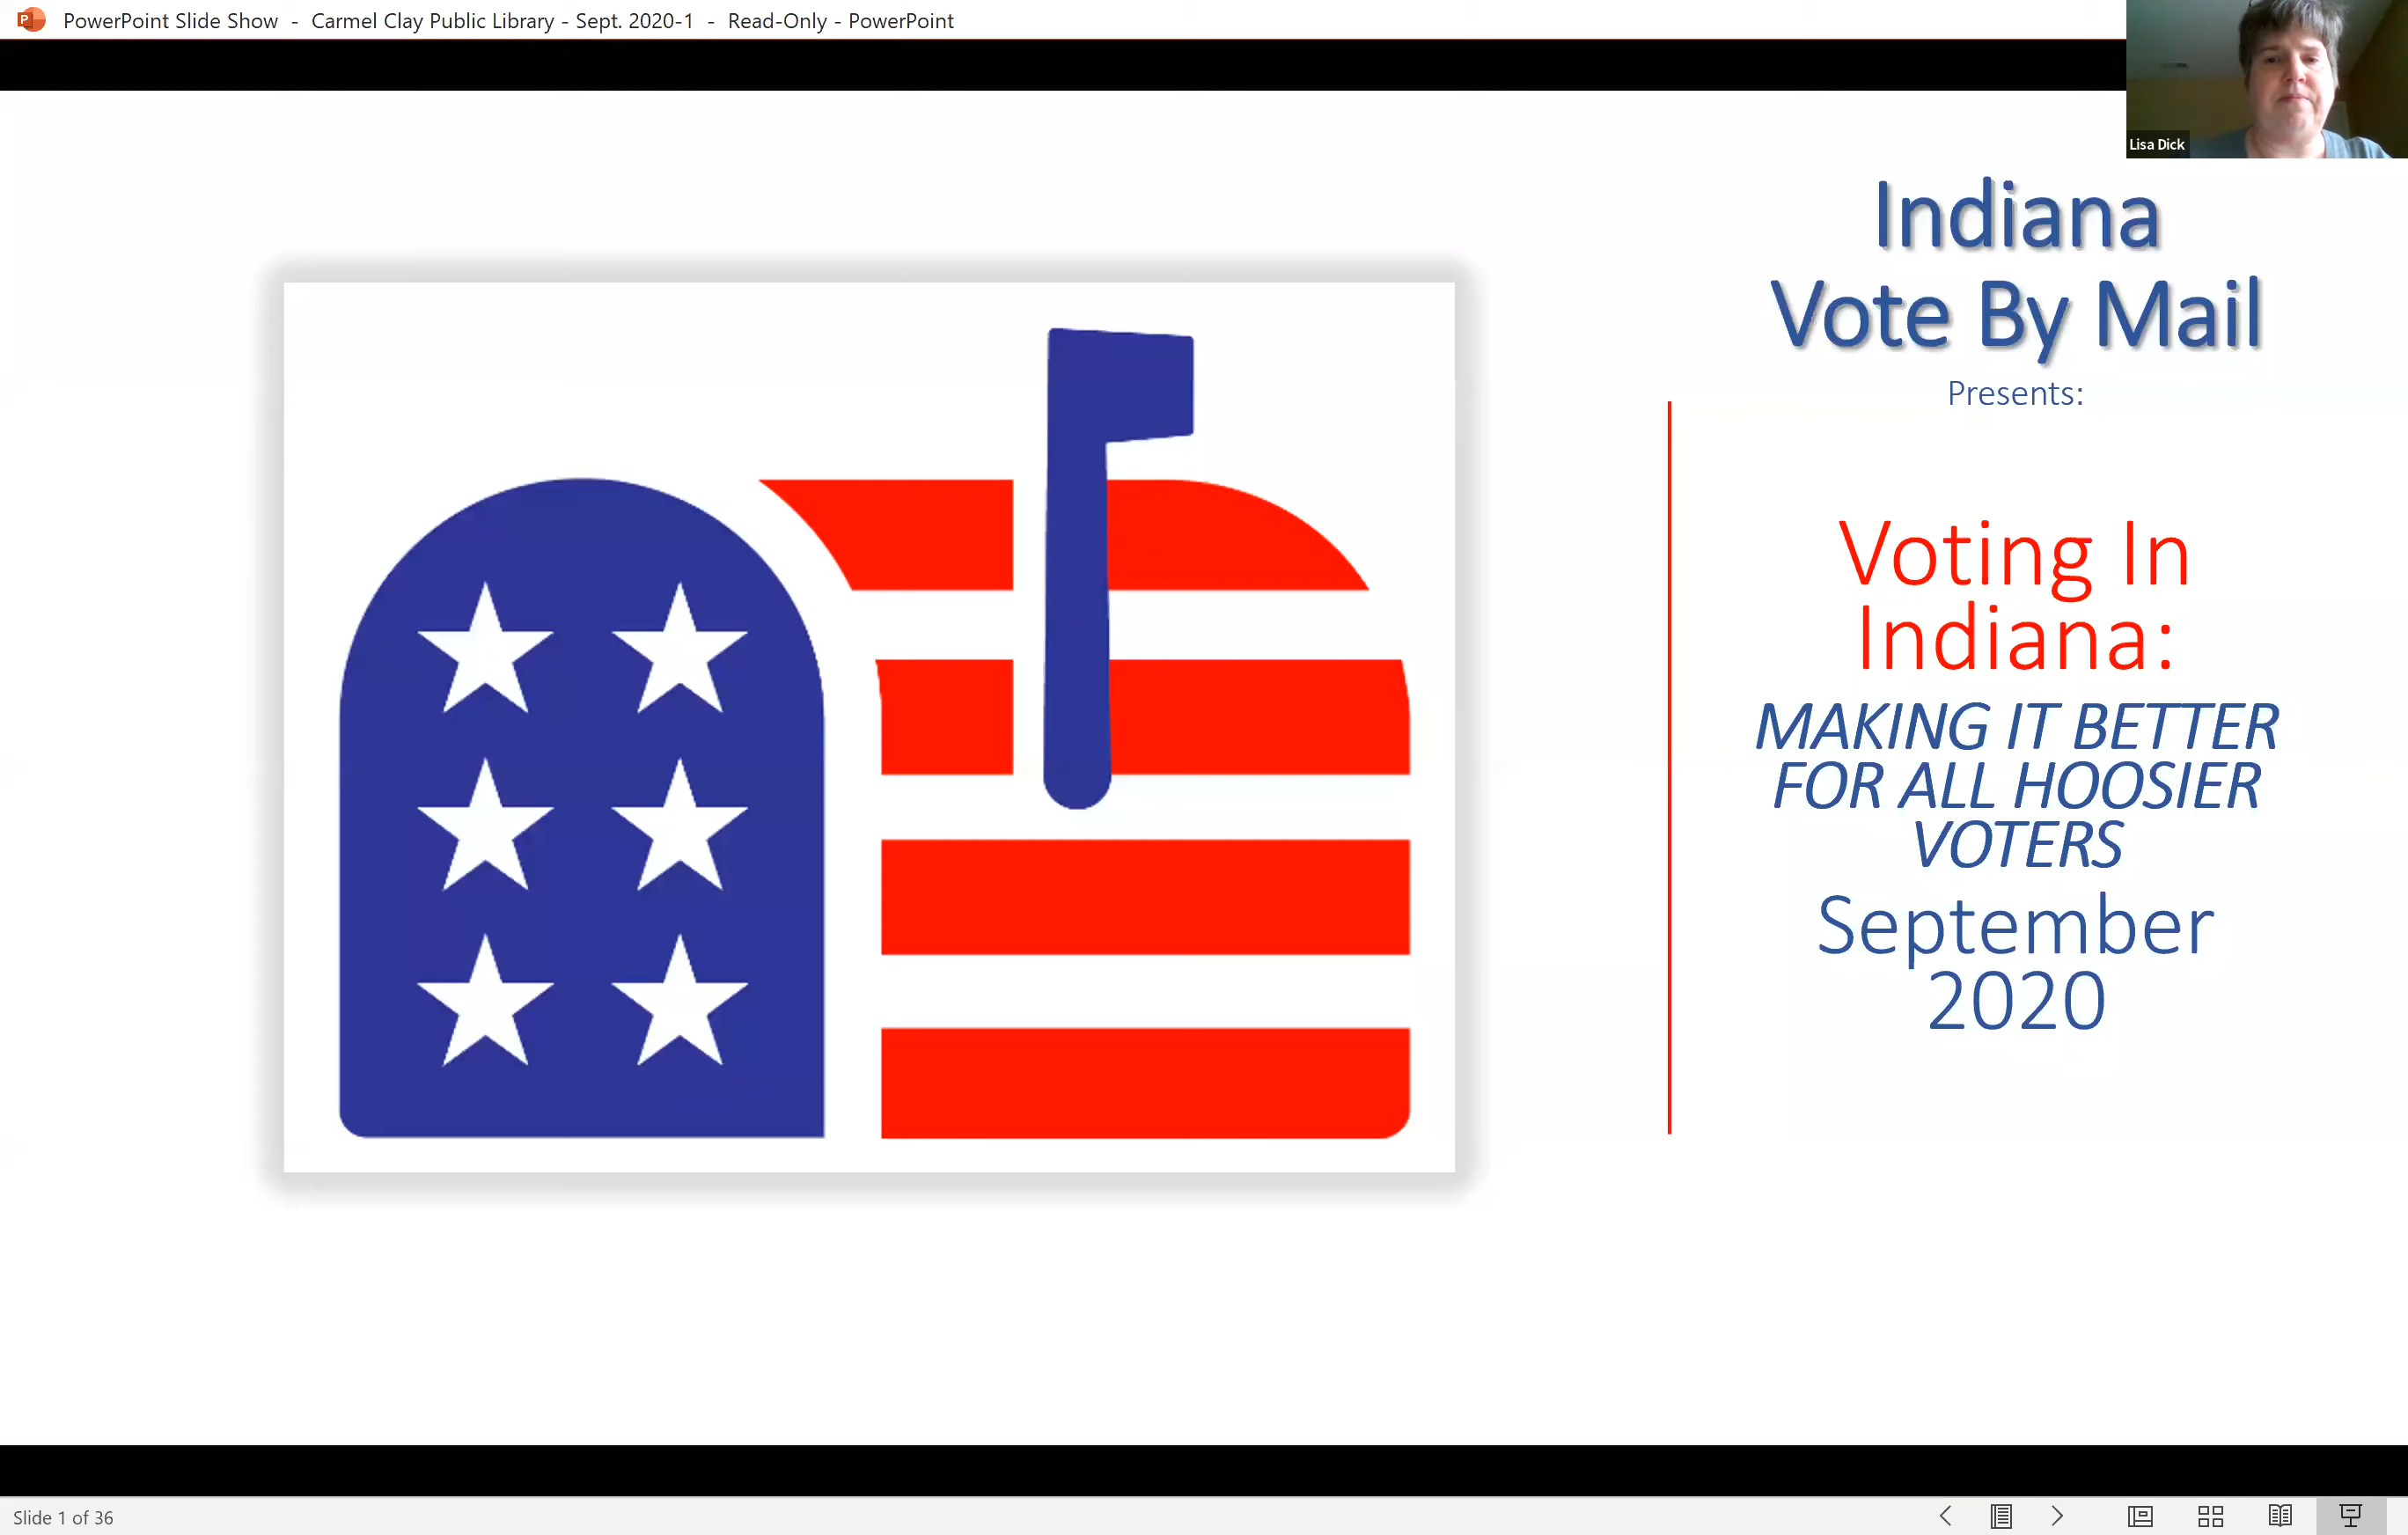 PowerPoint Slide Show - Carmel Clay Public Library - Sept. 2020-1 - Read-Only - PowerPoint
Lisa Dick
Indiana
Vote By Mail
Presents:
Voting In
Indiana:
MAKING IT BETTER
FOR ALL HOOSIER
VOTERS
September
2020
Slide 1 of 36